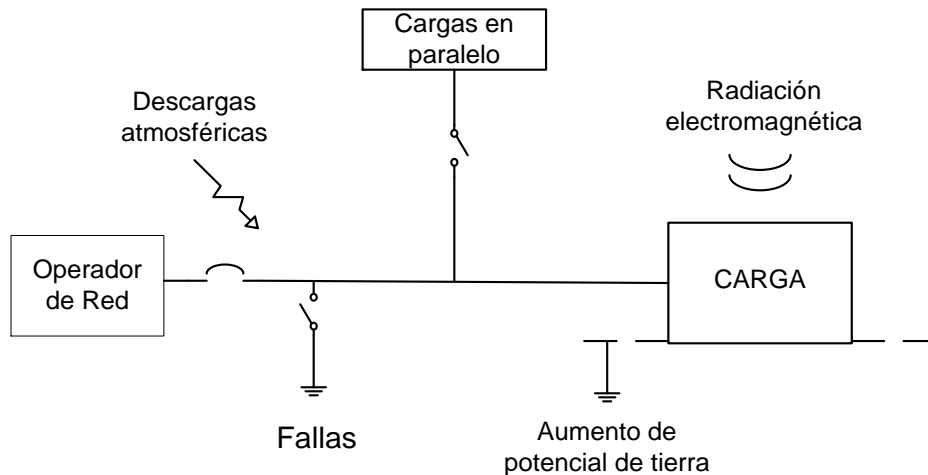 Cargas en
paralelo
Descargas
atmosféricas
Radiación
electromagnética
Operador
de Red
CARGA
Fallas
Aumento de
potencial de tierra